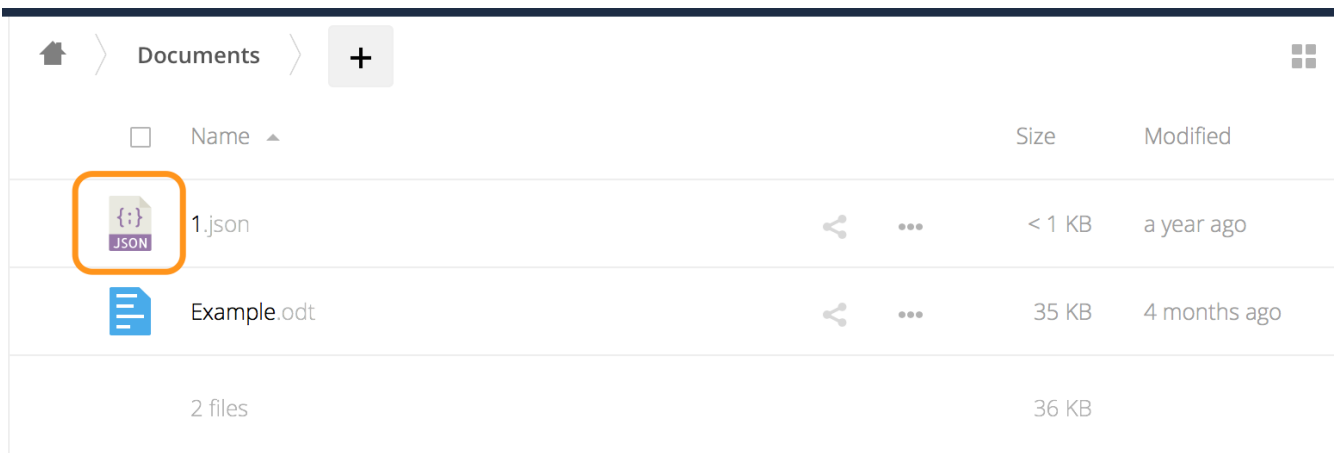 Documents +
Name Size Modified
{;} JSON 1.json ••• < 1 KB a year ago
Example.odt ••• 35 KB 4 months ago
2 files 36 KB